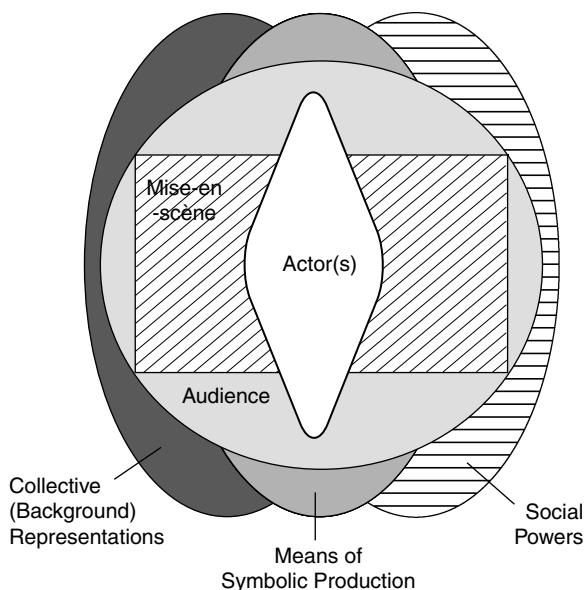 Mise-en
-scène
Actor(s)
Audience
Collective
(Background)
Representations
Means of
Symbolic Production
Social
Powers